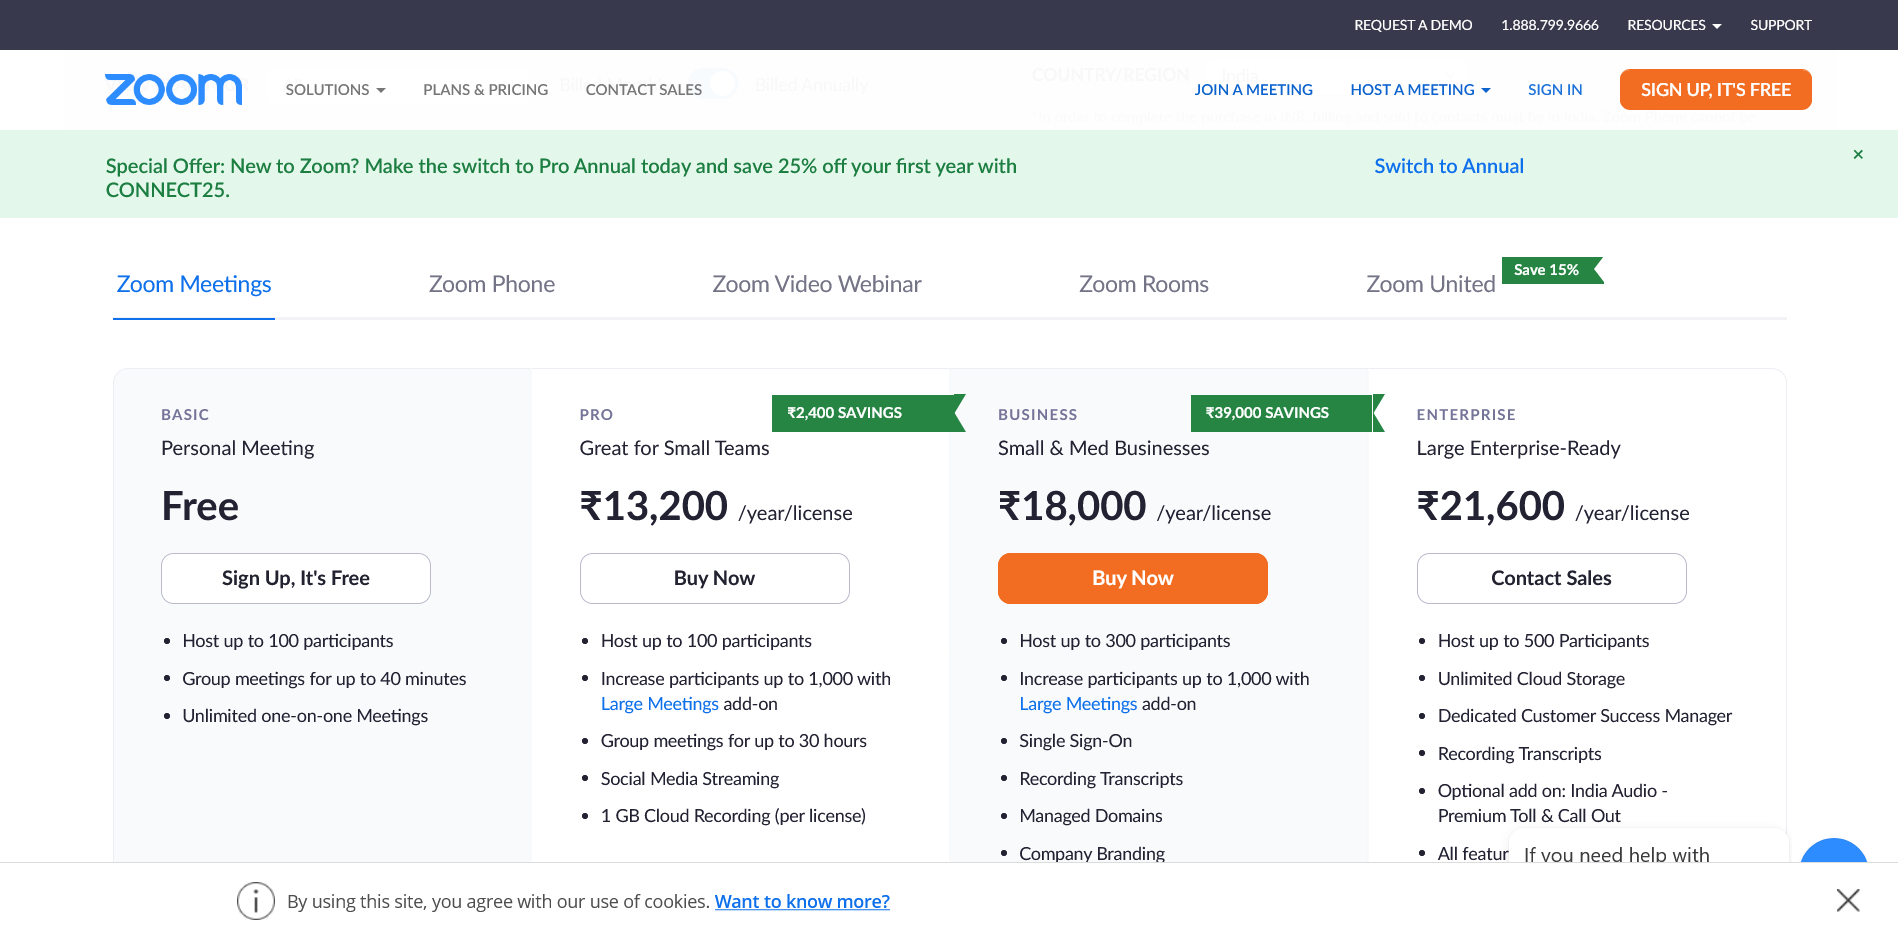 REQUEST A DEMO 1.888.799.9666 RESOURCES SUPPORT
zoom SOLUTIONS PLANS & PRICING CONTACT SALES JOIN A MEETING HOST A MEETING SIGN IN SIGN UP, IT'S FREE
Billed Annually
COUNTRY/REGION India
Special Offer: New to Zoom? Make the switch to Pro Annual today and save 25% off your first year with
CONNECT25.
Switch to Annual
Zoom Meetings Zoom Phone Zoom Video Webinar Zoom Rooms Zoom United Save 15%
BASIC
Personal Meeting
Free
Sign Up, It's Free
Host up to 100 participants
Group meetings for up to 40 minutes
Unlimited one-on-one Meetings
PRO
₹2,400 SAVINGS
Great for Small Teams
₹13,200 /year/license
Buy Now
Host up to 100 participants
Increase participants up to 1,000 with
Large Meetings add-on
Group meetings for up to 30 hours
Social Media Streaming
1 GB Cloud Recording (per license)
BUSINESS
₹39,000 SAVINGS
Small & Med Businesses
₹18,000 /year/license
Buy Now
Host up to 300 participants
Increase participants up to 1,000 with
Large Meetings add-on
Single Sign-On
Recording Transcripts
Managed Domains
Company Branding
ENTERPRISE
Large Enterprise-Ready
₹21,600 /year/license
Contact Sales
Host up to 500 Participants
Unlimited Cloud Storage
Dedicated Customer Success Manager
Recording Transcripts
Optional add on: India Audio -
Premium Toll & Call Out
All featur
If you need help with
By using this site, you agree with our use of cookies. Want to know more?